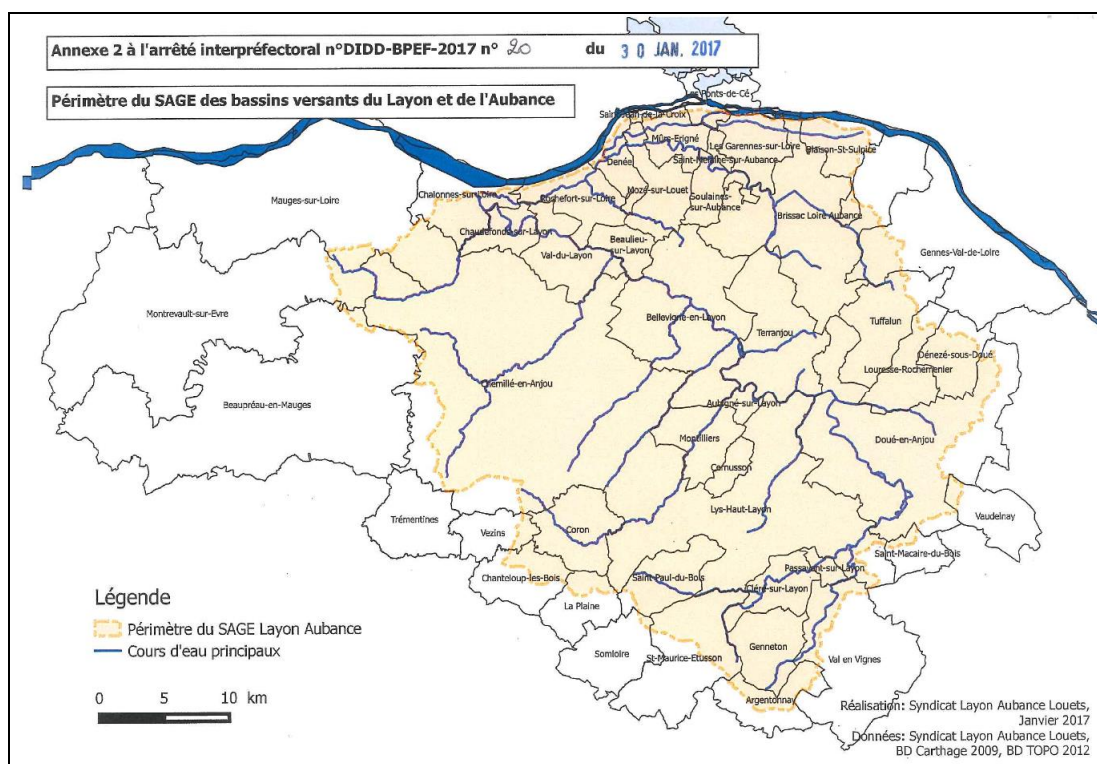 Annexe 2 à l'arrêté interpréfectoral n°DIDD-BPEF-2017 n° 20 du 30 JAN. 2017
Périmètre du SAGE des bassins versants du Layon et de l'Aubance
Les Ponts-de-Cé
Saint-Jean-de-la-Croix
Mûrs-Erigné
Les Garennes-sur-Loire
Blaison-St-Sulpice
Denée
Saint-Melaine-sur-Aubance
Mauges-sur-Loire
Chalonnes-sur-Loire
Rochefort-sur-Loire
Mozé-sur-Louet
Soulaines-
sur-Aubance
Brissac Loire Aubance
Chaudefonds-sur-Layon
Beaulieu-
sur-Layon
Val-du-Layon
Gennes-Val-de-Loire
Montrevault-sur-Evre
Bellevigne-en-Layon
Terranjou
Tuffalun
Dénezé-sous-Doué
Louresse-Rochemenier
Chemillé-en-Anjou
Beaupréau-en-Mauges
Aubigné-sur-Layon
Montilliers
Doué-en-Anjou
Cernusson
Lys-Haut-Layon
Trémentines
Vezins
Coron
Vaudelnay
Saint-Macaire-du-Bois
Chanteloup-les-Bois
Saint-Paul-du-Bois
Passavant-sur-Layon
Cléré-sur-Layon
La Plaine
Genneton
Somloire
St-Maurice-Etusson
Val en Vignes
Argentonnay
Légende
Périmètre du SAGE Layon Aubance
Cours d'eau principaux
0 5 10 km
Réalisation: Syndicat Layon Aubance Louets,
Janvier 2017
Données: Syndicat Layon Aubance Louets,
BD Carthage 2009, BD TOPO 2012